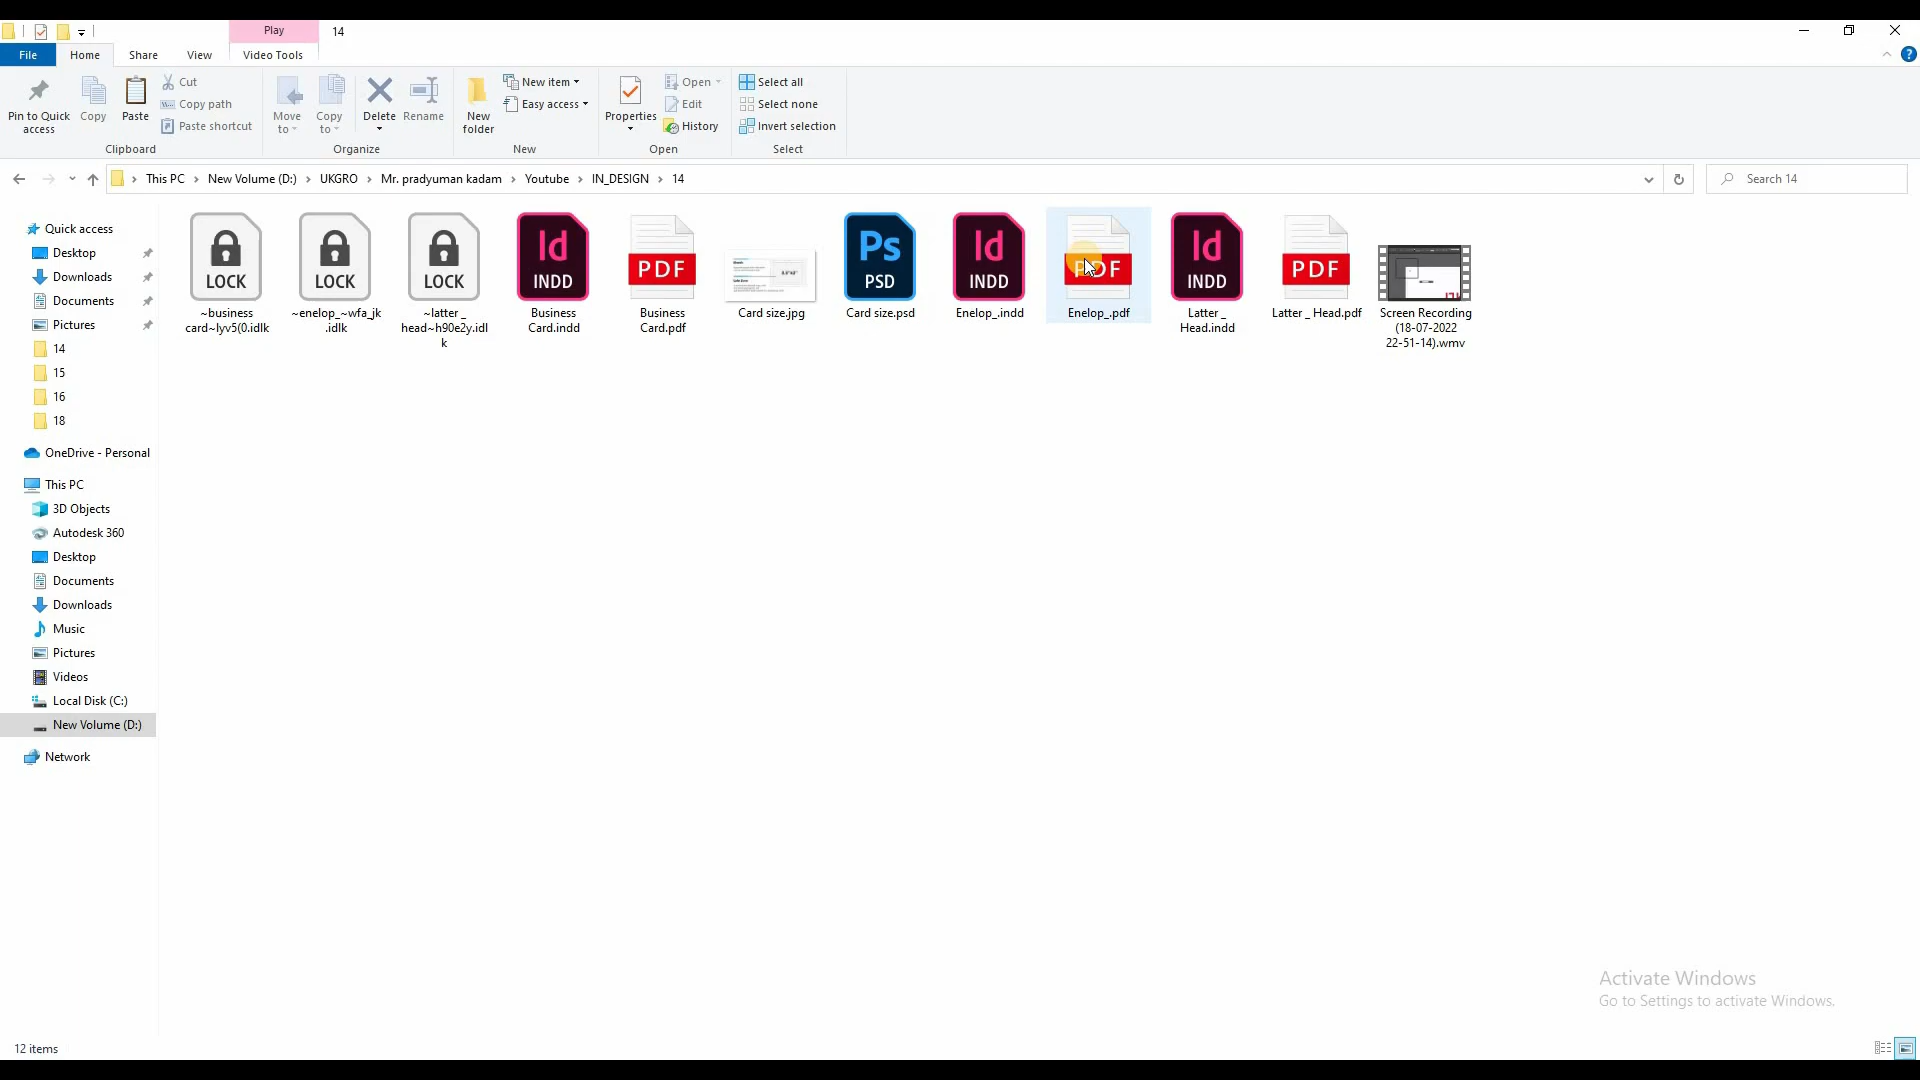 Play
14
File
Home
Share
View
Video Tools
Pin to Quick
access
Copy
Paste
Cut
Copy path
Paste shortcut
Clipboard
Move
to
Copy
to
Delete
Rename
Organize
New
folder
New item
Easy access
New
Properties
Open
Edit
History
Open
Select all
Select none
Invert selection
Select
This PC
New Volume (D:)
UKGRO
Mr. pradyuman kadam
Youtube
IN_DESIGN
14
Search 14
Quick access
Desktop
Downloads
Documents
Pictures
14
15
16
18
OneDrive - Personal
This PC
3D Objects
Autodesk 360
Desktop
Documents
Downloads
Music
Pictures
Videos
Local Disk (C:)
New Volume (D:)
Network
LOCK
~business
card~lyv5(0.idlk
LOCK
~enelop_~wfa_jk
.idlk
LOCK
~latter _
head~h90e2y.idl
k
Id
INDD
Business
Card.indd
PDF
Business
Card.pdf
Card size.jpg
Ps
PSD
Card size.psd
Id
INDD
Enelop_.indd
PDF
Enelop_.pdf
Id
INDD
Latter _
Head.indd
PDF
Latter _ Head.pdf
Screen Recording
(18-07-2022
22-51-14).wmv
Activate Windows
Go to Settings to activate Windows.
12 items